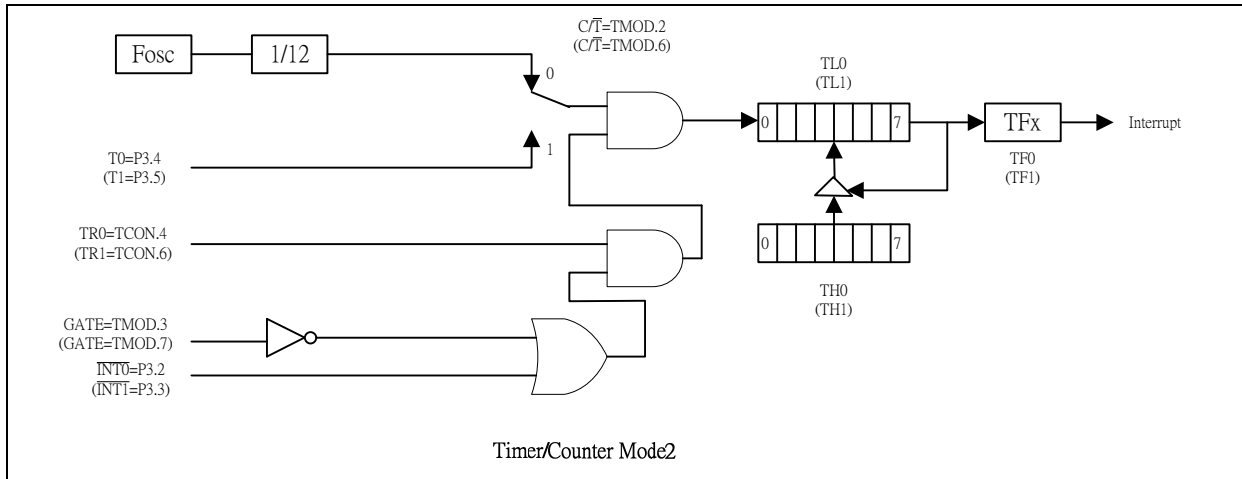 C/T̅=TMOD.2
(C/T̅=TMOD.6)
Fosc
1/12
0
1
T0=P3.4
(T1=P3.5)
TL0
(TL1)
0
7
TFx
Interrupt
TF0
(TF1)
TR0=TCON.4
(TR1=TCON.6)
0
7
TH0
(TH1)
GATE=TMOD.3
(GATE=TMOD.7)
I̅N̅T̅0̅=P3.2
(I̅N̅T̅1̅=P3.3)
Timer/Counter Mode2